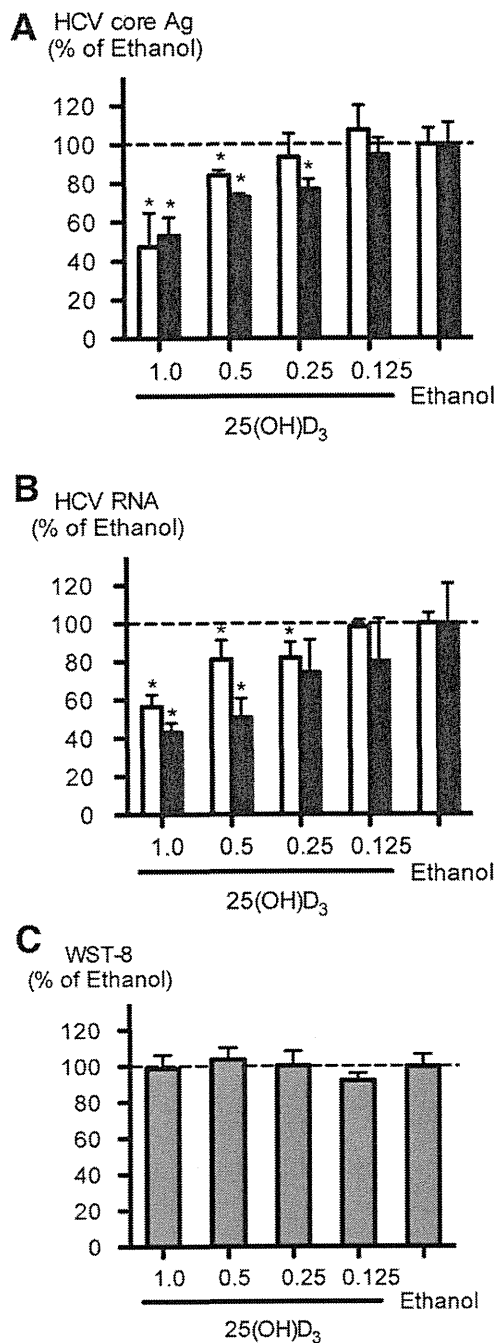 A HCV core Ag
(% of Ethanol)
120
100
80
60
40
20
0
* *
* *
*
1.0 0.5 0.25 0.125 Ethanol
25(OH)D₃
B HCV RNA
(% of Ethanol)
120
100
80
60
40
20
0
* *
* *
*
1.0 0.5 0.25 0.125 Ethanol
25(OH)D₃
C WST-8
(% of Ethanol)
120
100
80
60
40
20
0
1.0 0.5 0.25 0.125 Ethanol
25(OH)D₃